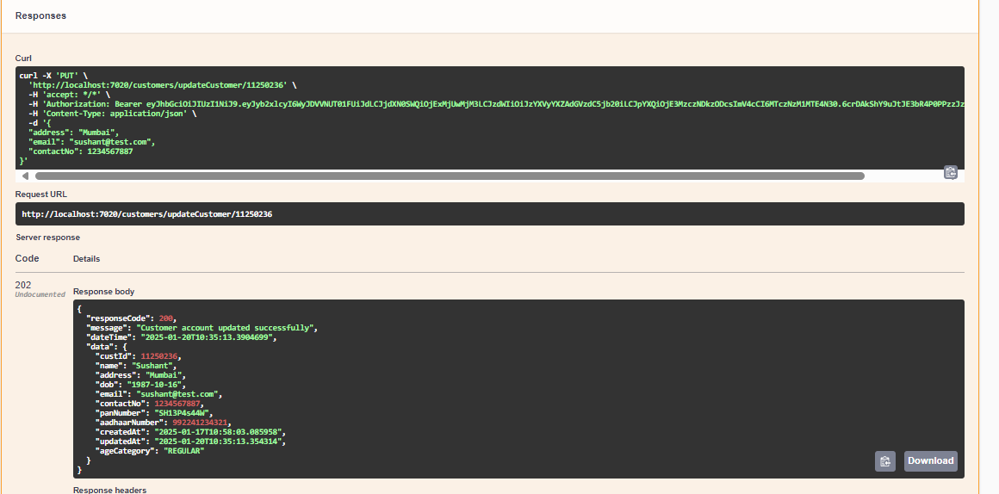 Responses
Curl
curl -X 'PUT' \
'http://localhost:7020/customers/updateCustomer/11250236' \
-H 'accept: */*' \
-H 'Authorization: Bearer
-H 'Content-Type: application/json' \
-d '{
"address": "Mumbai",
"email": "sushant@test.com",
"contactNo": 1234567887
}'
Request URL
http://localhost:7020/customers/updateCustomer/11250236
Server response
Code Details
202
Undocumented
Response body
{
"responseCode": 200,
"message": "Customer account updated successfully",
"dateTime": "2025-01-20T10:35:13.3904699",
"data": {
"custId": 11250236,
"name": "Sushant",
"address": "Mumbai",
"dob": "1987-10-16",
"email": "sushant@test.com",
"contactNo": 1234567887,
"panNumber": "SH13P4s44W",
"aadhaarNumber": 992241234321,
"createdAt": "2025-01-17T10:58:03.085958",
"updatedAt": "2025-01-20T10:35:13.354314",
"ageCategory": "REGULAR"
}
}
Download
Response headers